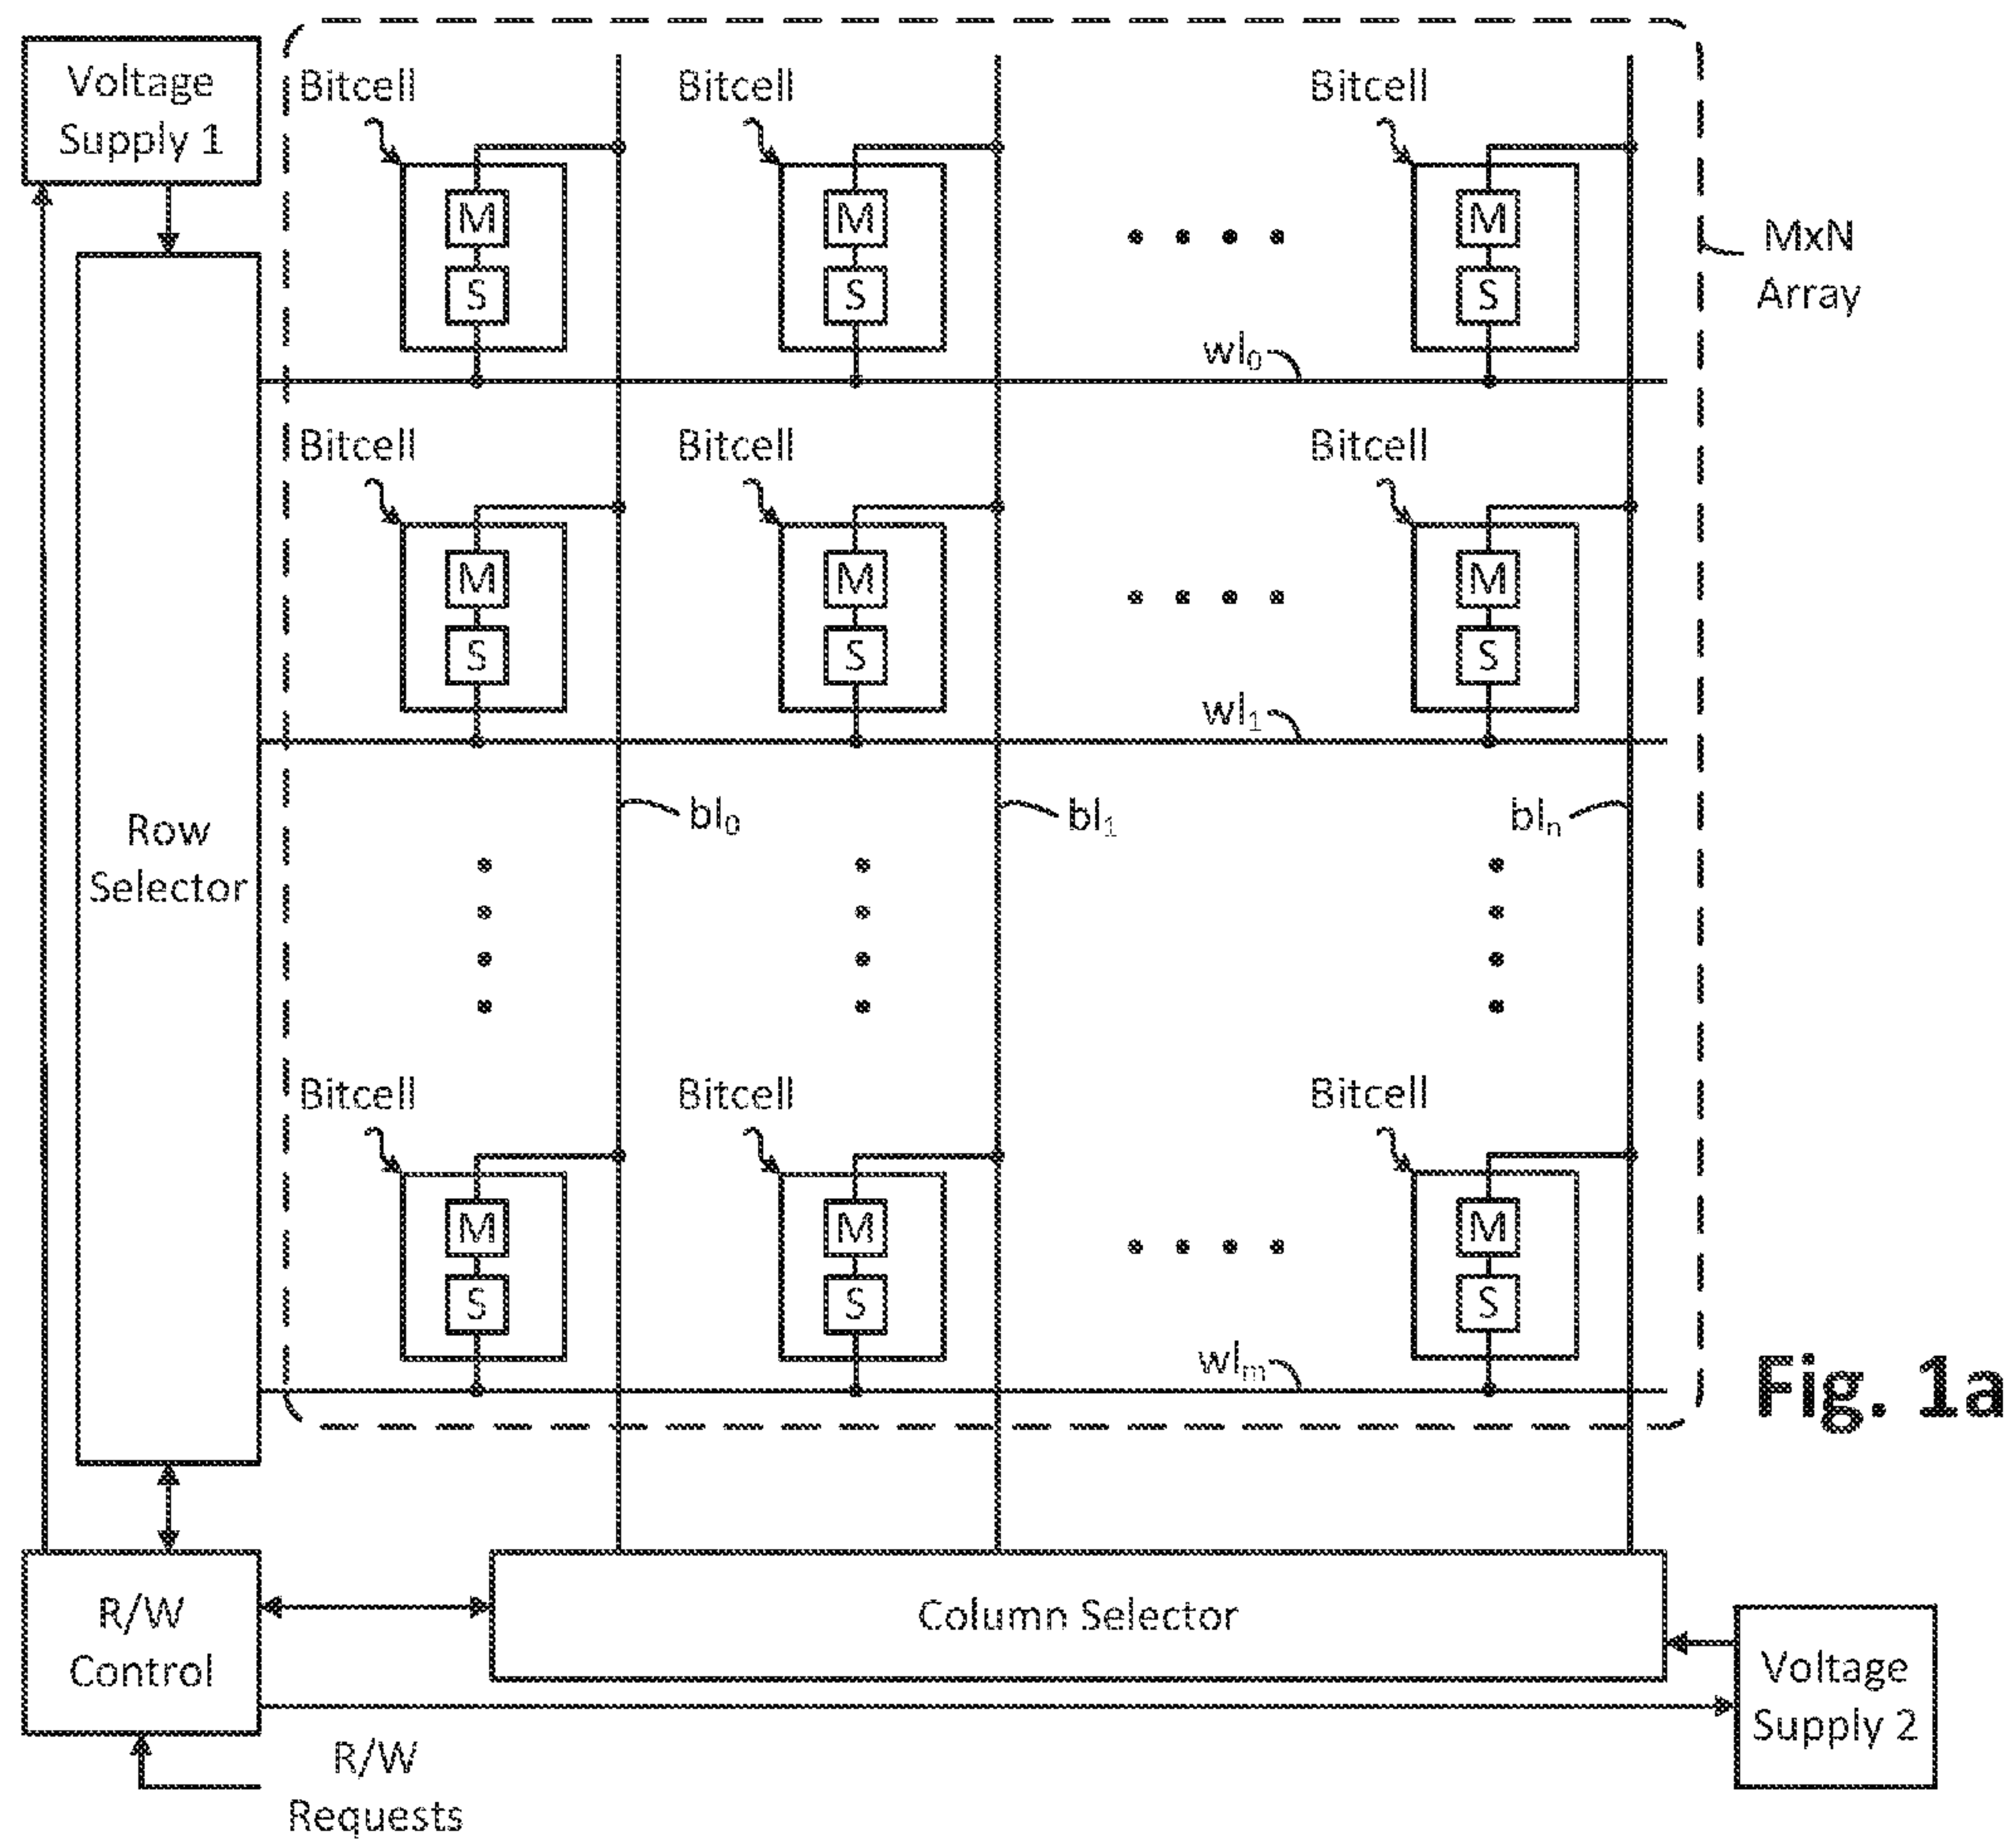 Voltage
Supply 1
Bitcell
Bitcell
Bitcell
M
M
M
S
S
S
MxN
Array
wl₀
Bitcell
Bitcell
Bitcell
M
M
M
S
S
S
wl₁
Row
Selector
bl₀
bl₁
blₙ
Bitcell
Bitcell
Bitcell
M
M
M
S
S
S
wlₘ
Fig. 1a
R/W
Control
Column Selector
Voltage
Supply 2
R/W
Requests